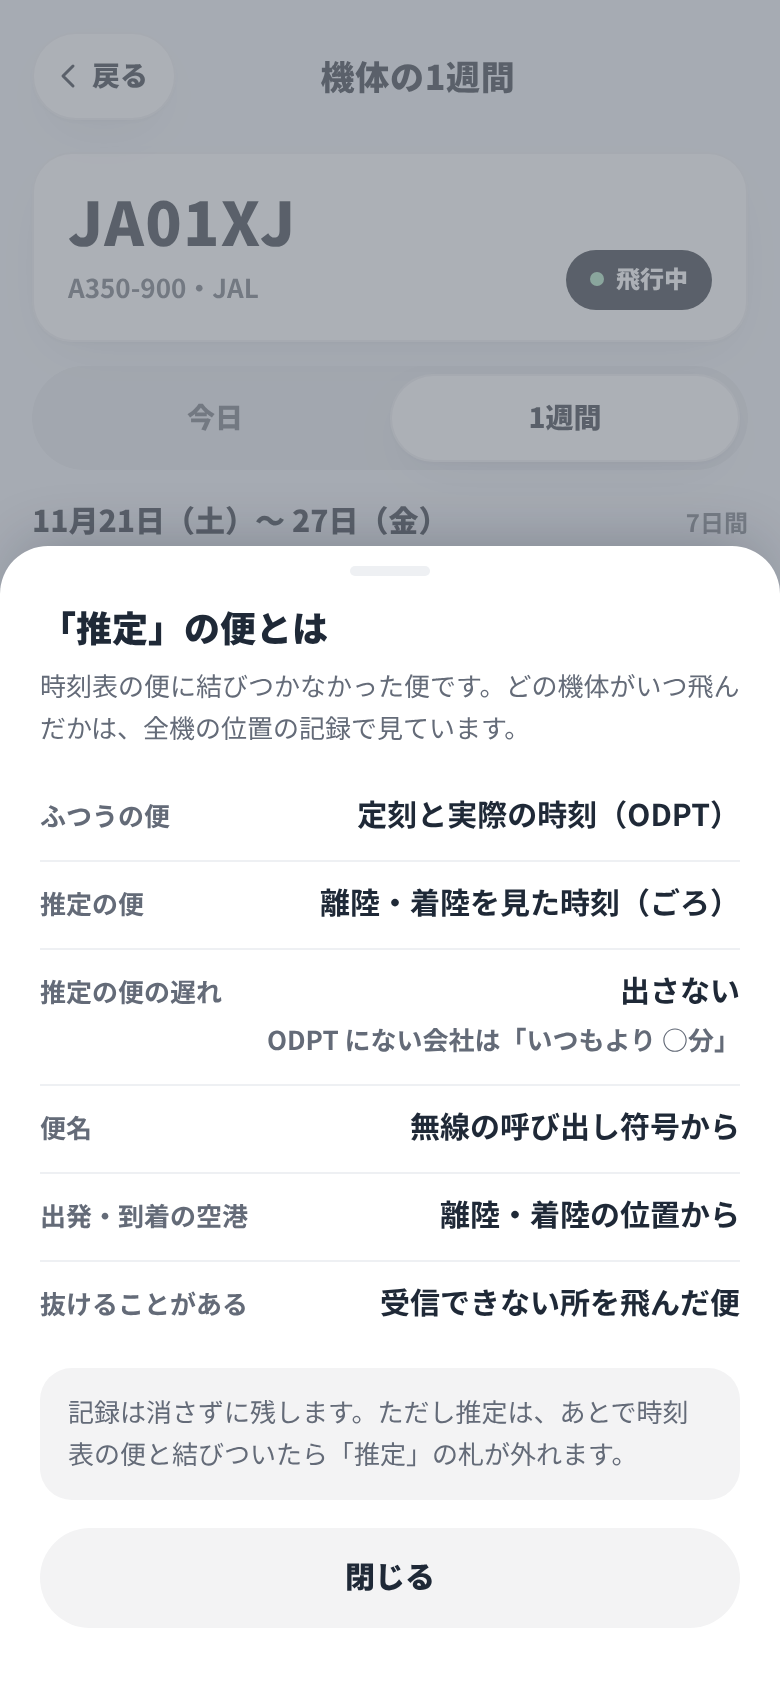 戻る
機体の1週間
JA01XJ
A350-900・JAL
飛行中
今日
1週間
11月21日（土）～ 27日（金）
7日間
「推定」の便とは
時刻表の便に結びつかなかった便です。どの機体がいつ飛ん
だかは、全機の位置の記録で見ています。
ふつうの便
定刻と実際の時刻（ODPT）
推定の便
離陸・着陸を見た時刻（ごろ）
推定の便の遅れ
出さない
ODPT にない会社は「いつもより ◯分」
便名
無線の呼び出し符号から
出発・到着の空港
離陸・着陸の位置から
抜けることがある
受信できない所を飛んだ便
記録は消さずに残します。ただし推定は、あとで時刻
表の便と結びついたら「推定」の札が外れます。
閉じる